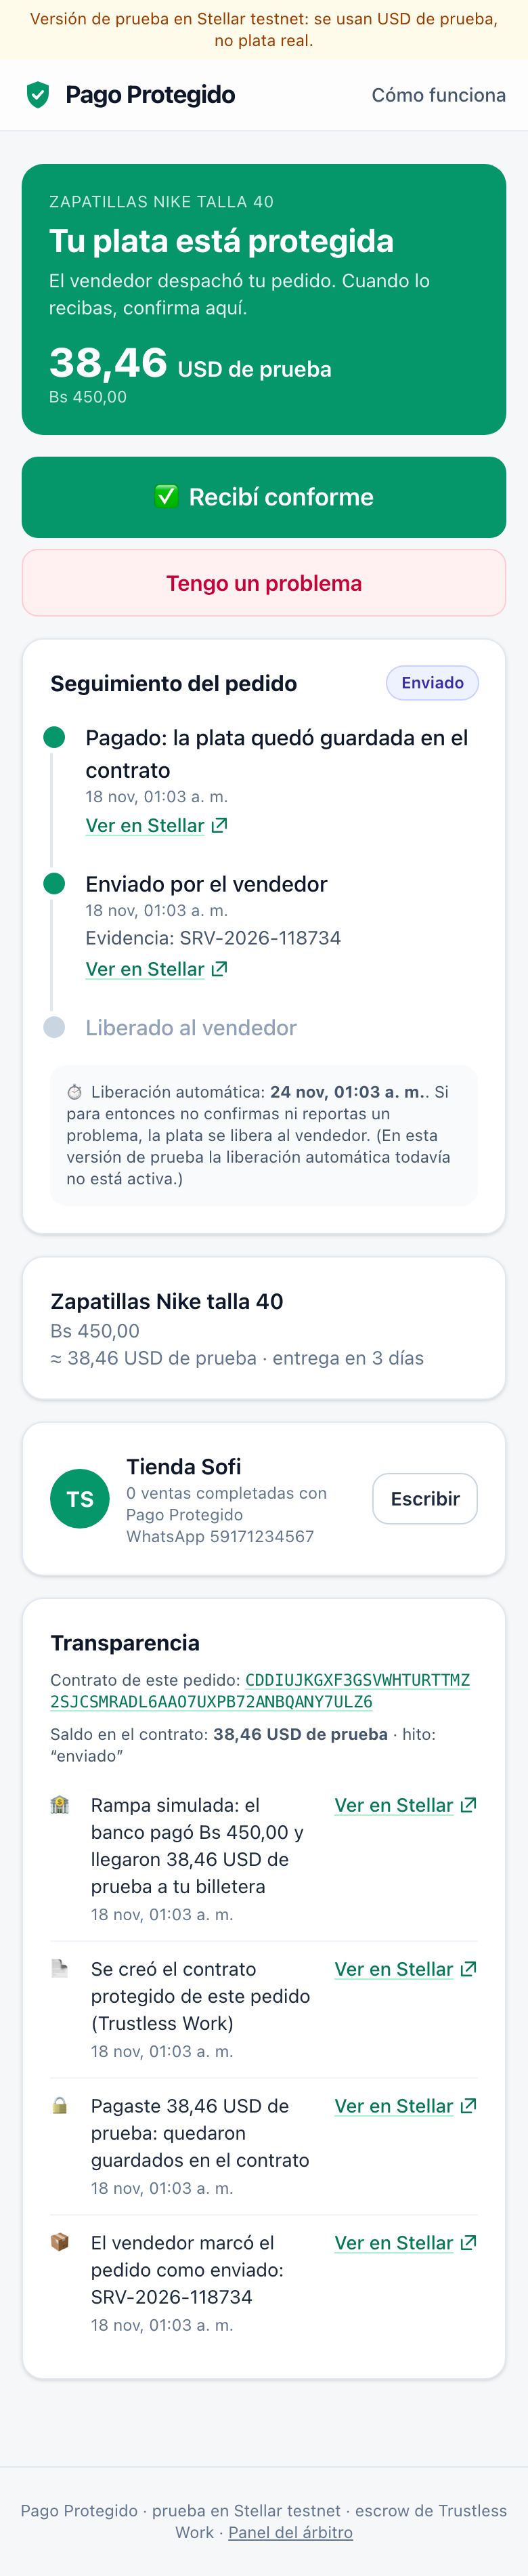 Versión de prueba en Stellar testnet: se usan USD de prueba,
no plata real.
Pago Protegido
Cómo funciona
ZAPATILLAS NIKE TALLA 40
Tu plata está protegida
El vendedor despachó tu pedido. Cuando lo
recibas, confirma aquí.
38,46 USD de prueba
Bs 450,00
✅ Recibí conforme
Tengo un problema
Seguimiento del pedido
Enviado
Pagado: la plata quedó guardada en el
contrato
18 nov, 01:03 a. m.
Ver en Stellar
Enviado por el vendedor
18 nov, 01:03 a. m.
Evidencia: SRV-2026-118734
Ver en Stellar
Liberado al vendedor
⏱ Liberación automática: 24 nov, 01:03 a. m.. Si
para entonces no confirmas ni reportas un
problema, la plata se libera al vendedor. (En esta
versión de prueba la liberación automática todavía
no está activa.)
Zapatillas Nike talla 40
Bs 450,00
≈ 38,46 USD de prueba · entrega en 3 días
TS
Tienda Sofi
0 ventas completadas con
Pago Protegido
WhatsApp 59171234567
Escribir
Transparencia
Contrato de este pedido: CDDIUJKGXF3GSVWHTURTTMZ
2SJCSMRADL6AAO7UXPB72ANBQANY7ULZ6
Saldo en el contrato: 38,46 USD de prueba · hito:
“enviado”
Rampa simulada: el
banco pagó Bs 450,00 y
llegaron 38,46 USD de
prueba a tu billetera
18 nov, 01:03 a. m.
Ver en Stellar
Se creó el contrato
protegido de este pedido
(Trustless Work)
18 nov, 01:03 a. m.
Ver en Stellar
Pagaste 38,46 USD de
prueba: quedaron
guardados en el contrato
18 nov, 01:03 a. m.
Ver en Stellar
El vendedor marcó el
pedido como enviado:
SRV-2026-118734
18 nov, 01:03 a. m.
Ver en Stellar
Pago Protegido · prueba en Stellar testnet · escrow de Trustless
Work · Panel del árbitro